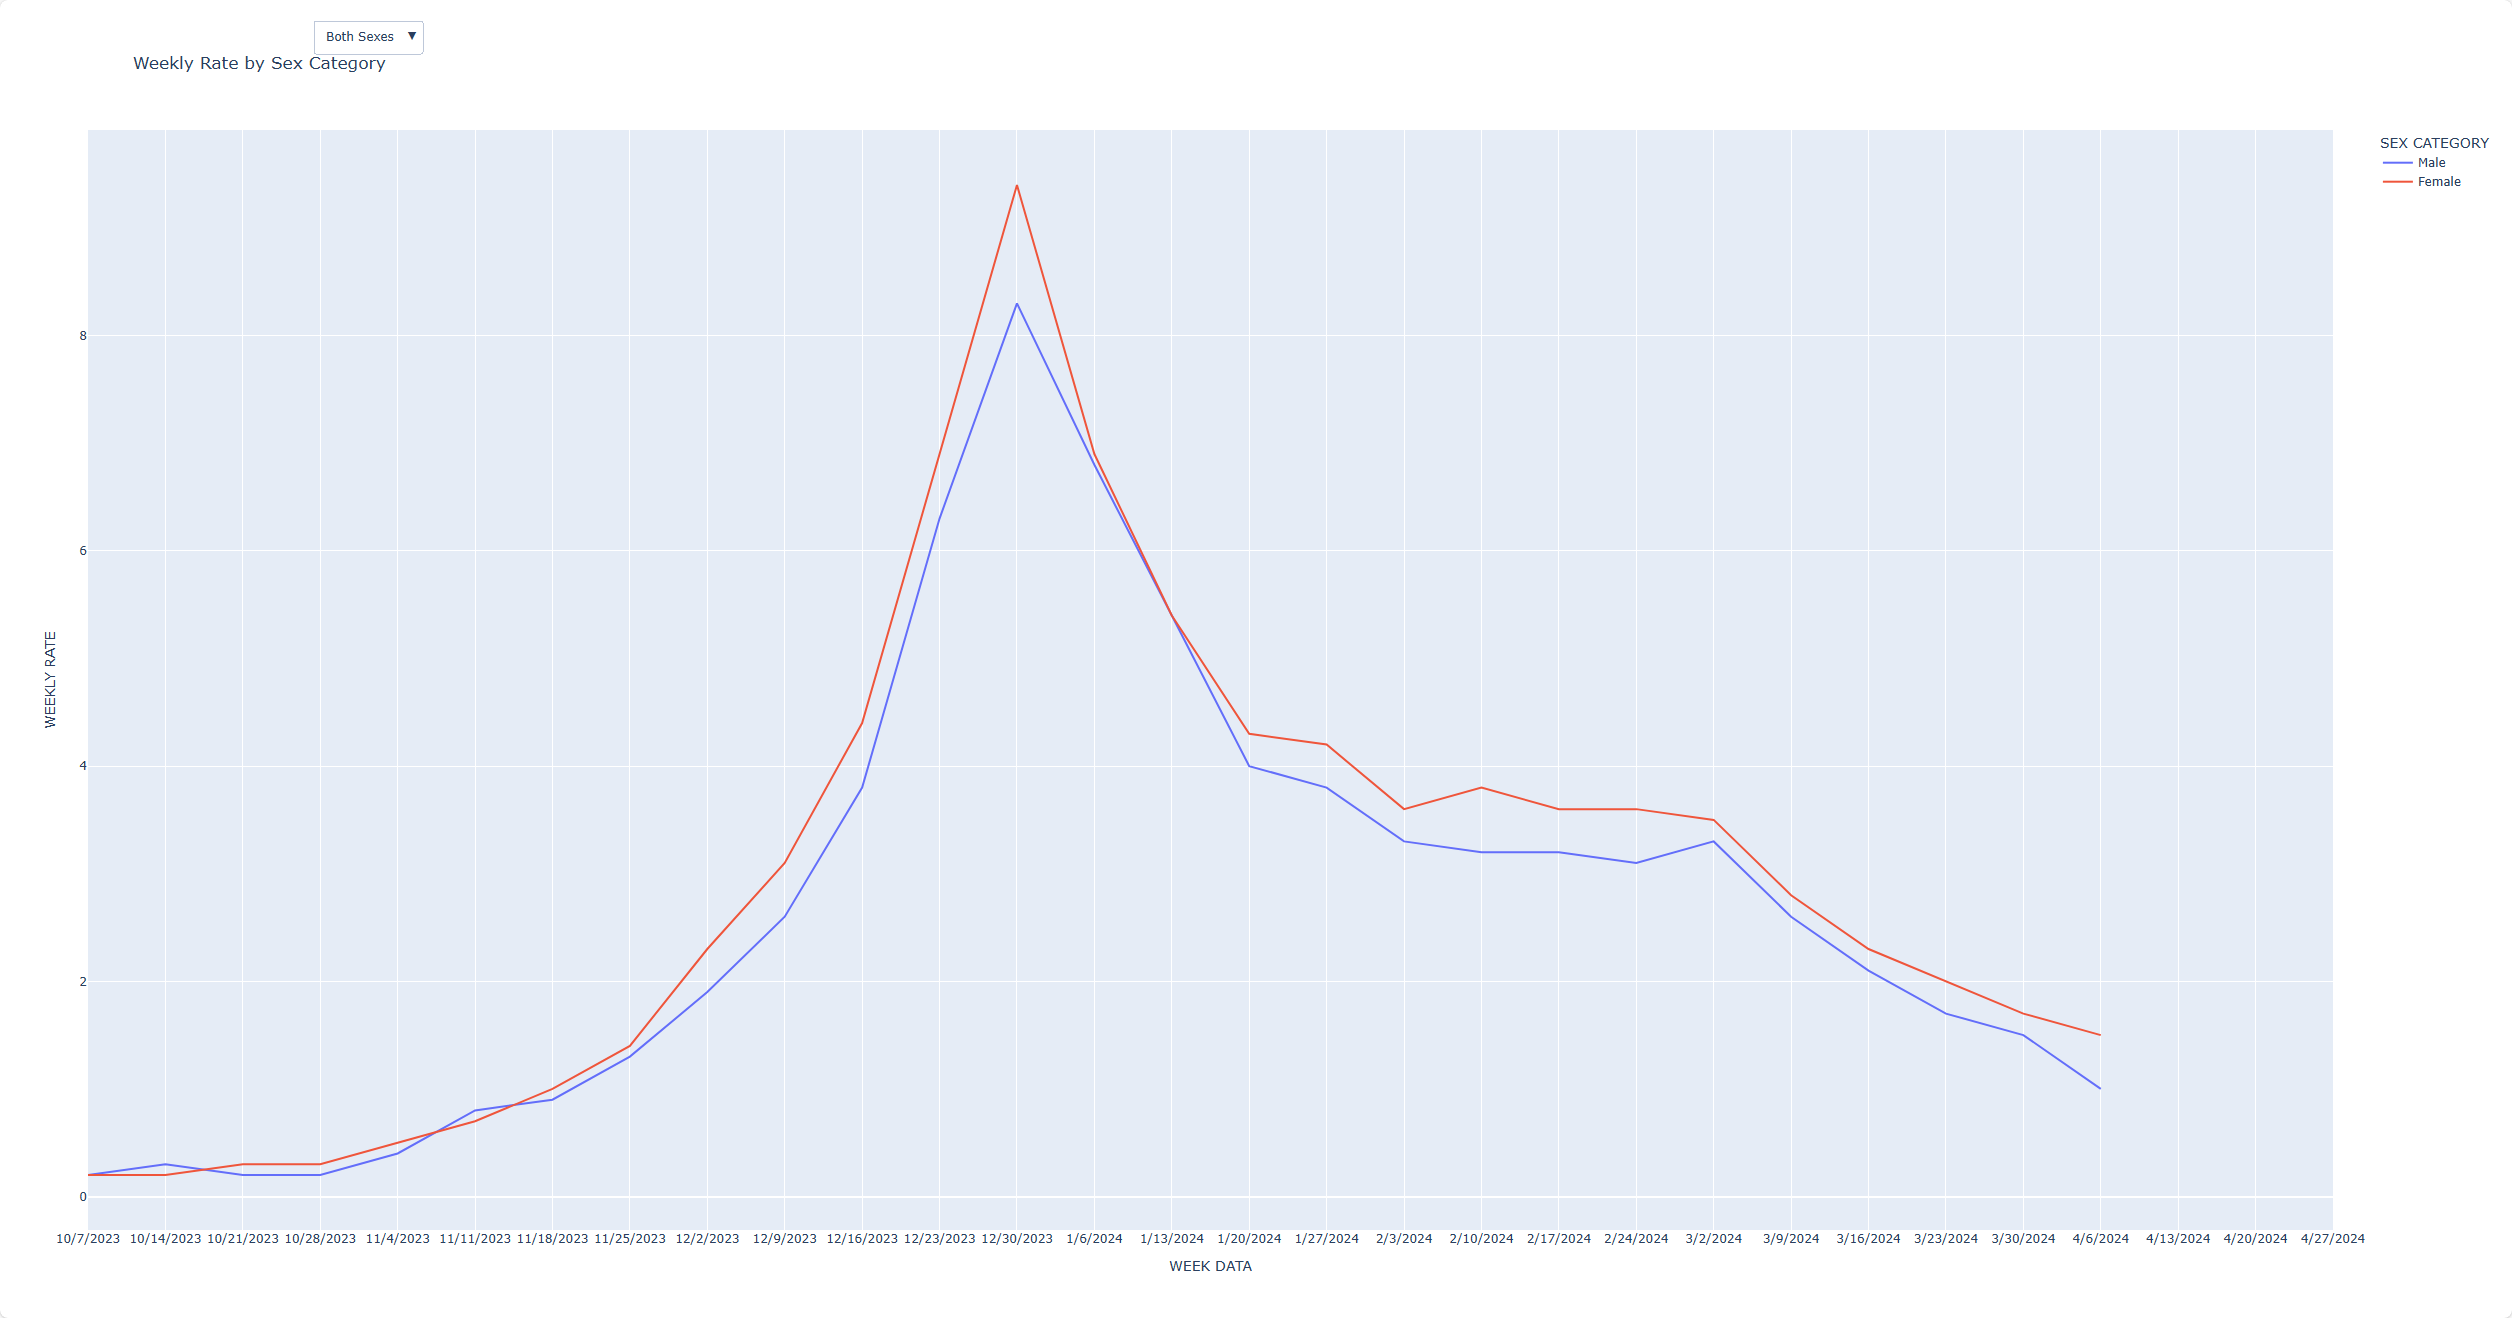 Both Sexes ▼
Weekly Rate by Sex Category
SEX CATEGORY
Male
Female
8
6
4
2
0
WEEKLY RATE
10/7/2023 10/14/2023 10/21/2023 10/28/2023 11/4/2023 11/11/2023 11/18/2023 11/25/2023 12/2/2023 12/9/2023 12/16/2023 12/23/2023 12/30/2023 1/6/2024 1/13/2024 1/20/2024 1/27/2024 2/3/2024 2/10/2024 2/17/2024 2/24/2024 3/2/2024 3/9/2024 3/16/2024 3/23/2024 3/30/2024 4/6/2024 4/13/2024 4/20/2024 4/27/2024
WEEK DATA